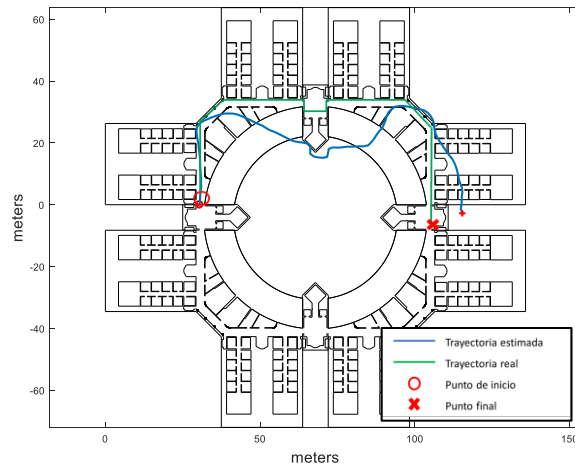 60
40
20
0
-20
-40
-60
meters
0
50
100
150
meters
Trayectoria estimada
Trayectoria real
Punto de inicio
Punto final